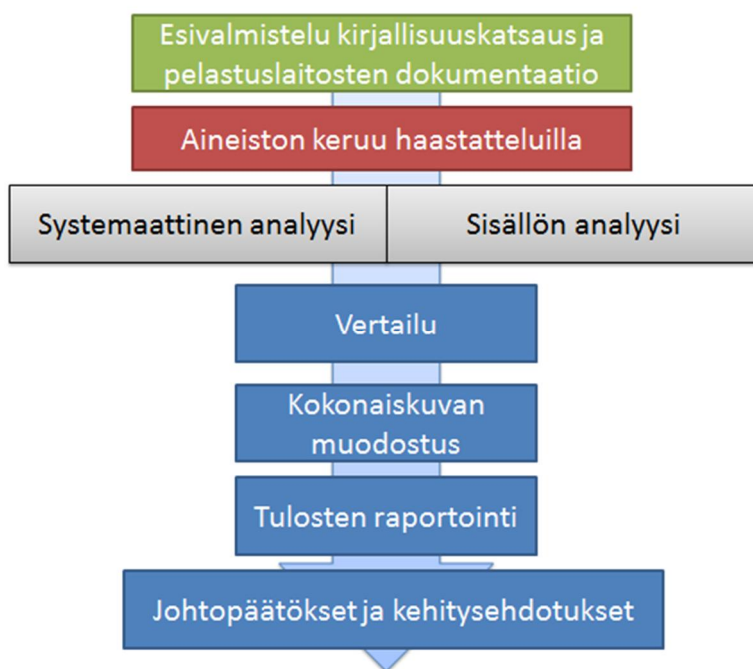 Esivalmistelu kirjallisuuskatsaus ja
pelastuslaitosten dokumentaatio
Aineiston keruu haastatteluilla
Systemaattinen analyysi
Sisällön analyysi
Vertailu
Kokonaiskuvan
muodostus
Tulosten raportointi
Johtopäätökset ja kehitysehdotukset